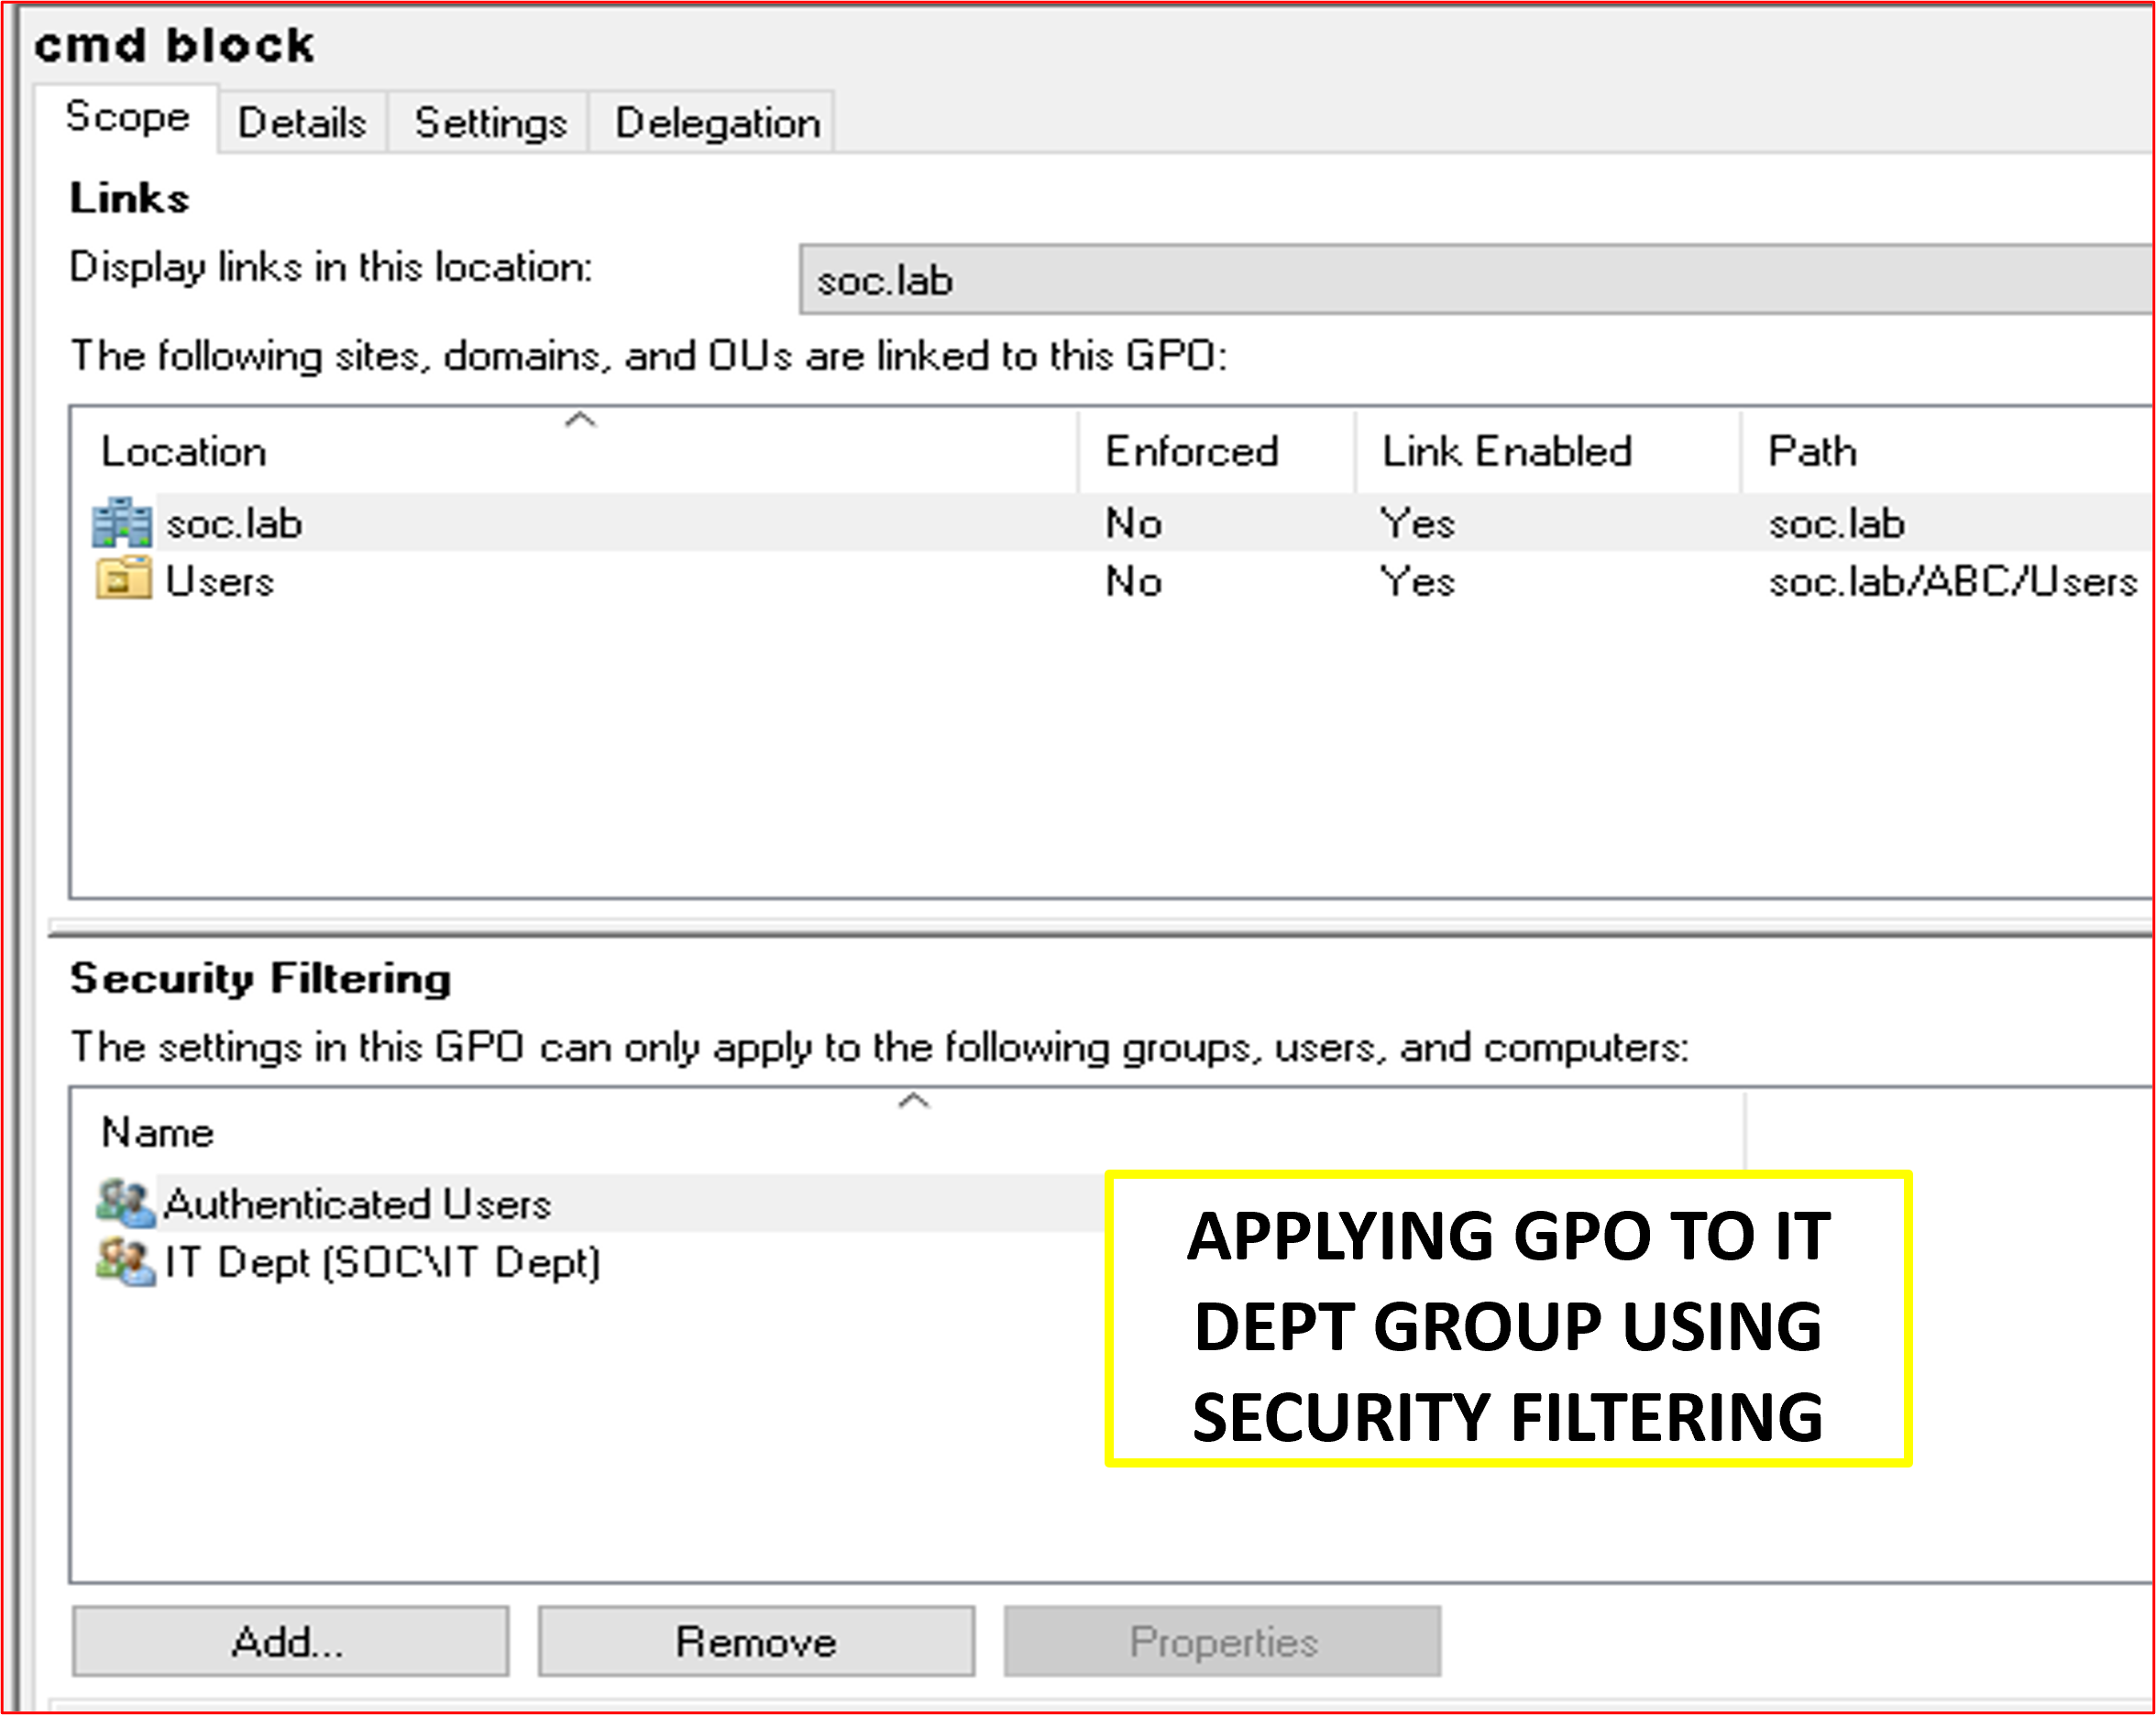 cmd block
Scope Details Settings Delegation
Links
Display links in this location: soc.lab
The following sites, domains, and OUs are linked to this GPO:
Location Enforced Link Enabled Path
soc.lab No Yes soc.lab
Users No Yes soc.lab/ABC/Users
Security Filtering
The settings in this GPO can only apply to the following groups, users, and computers:
Name
Authenticated Users
IT Dept (SOC\IT Dept)
APPLYING GPO TO IT
DEPT GROUP USING
SECURITY FILTERING
Add... Remove Properties